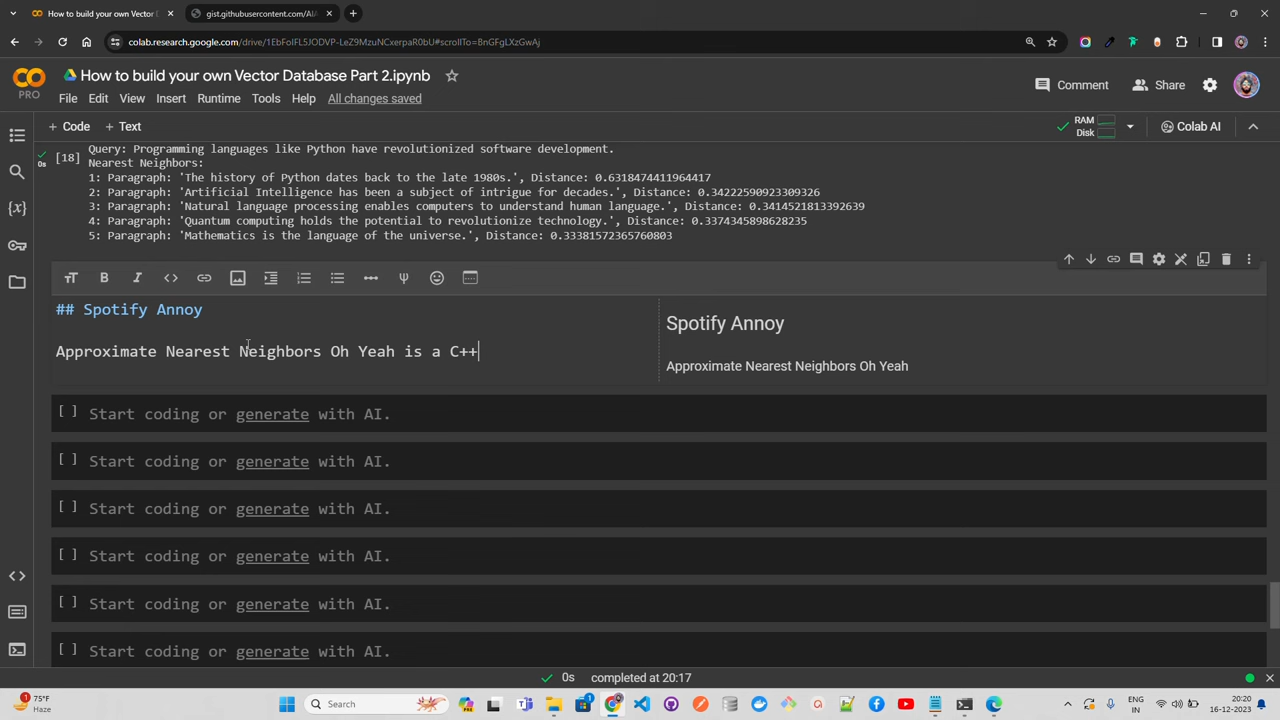 How to build your own Vector D
gist.githubusercontent.com/AIA
colab.research.google.com/drive/1EbFoIFL5JODVP-LeZ9MzuNCxerpaR0bU#scrollTo=BnGFgLXzGwAj
How to build your own Vector Database Part 2.ipynb
Comment
Share
PRO
File Edit View Insert Runtime Tools Help All changes saved
+ Code + Text
RAM
Disk
Colab AI
Query: Programming languages like Python have revolutionized software development.
0s [18]
Nearest Neighbors:
1: Paragraph: 'The history of Python dates back to the late 1980s.', Distance: 0.6318474411964417
2: Paragraph: 'Artificial Intelligence has been a subject of intrigue for decades.', Distance: 0.34222590923309326
3: Paragraph: 'Natural language processing enables computers to understand human language.', Distance: 0.3414521813392639
4: Paragraph: 'Quantum computing holds the potential to revolutionize technology.', Distance: 0.3374345898628235
5: Paragraph: 'Mathematics is the language of the universe.', Distance: 0.33381572365760803
## Spotify Annoy
Approximate Nearest Neighbors Oh Yeah is a C++
Spotify Annoy
Approximate Nearest Neighbors Oh Yeah
[ ] Start coding or generate with AI.
[ ] Start coding or generate with AI.
[ ] Start coding or generate with AI.
[ ] Start coding or generate with AI.
[ ] Start coding or generate with AI.
[ ] Start coding or generate with AI.
0s completed at 20:17
1
75°F
Haze
Search
ENG
IN
20:20
16-12-2023